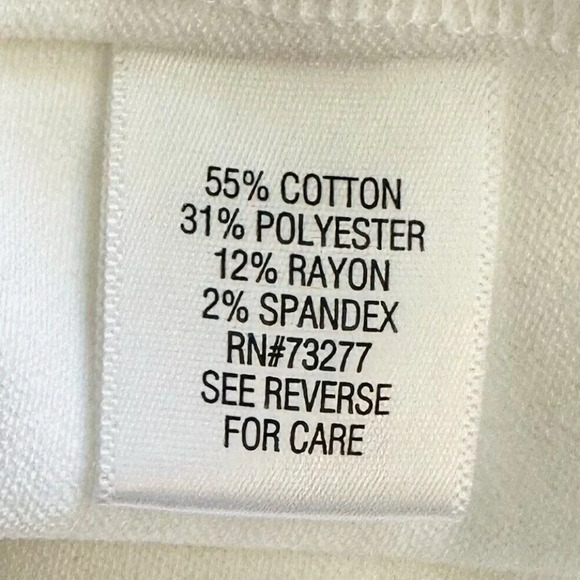 55% COTTON
31% POLYESTER
12% RAYON
2% SPANDEX
RN#73277
SEE REVERSE
FOR CARE